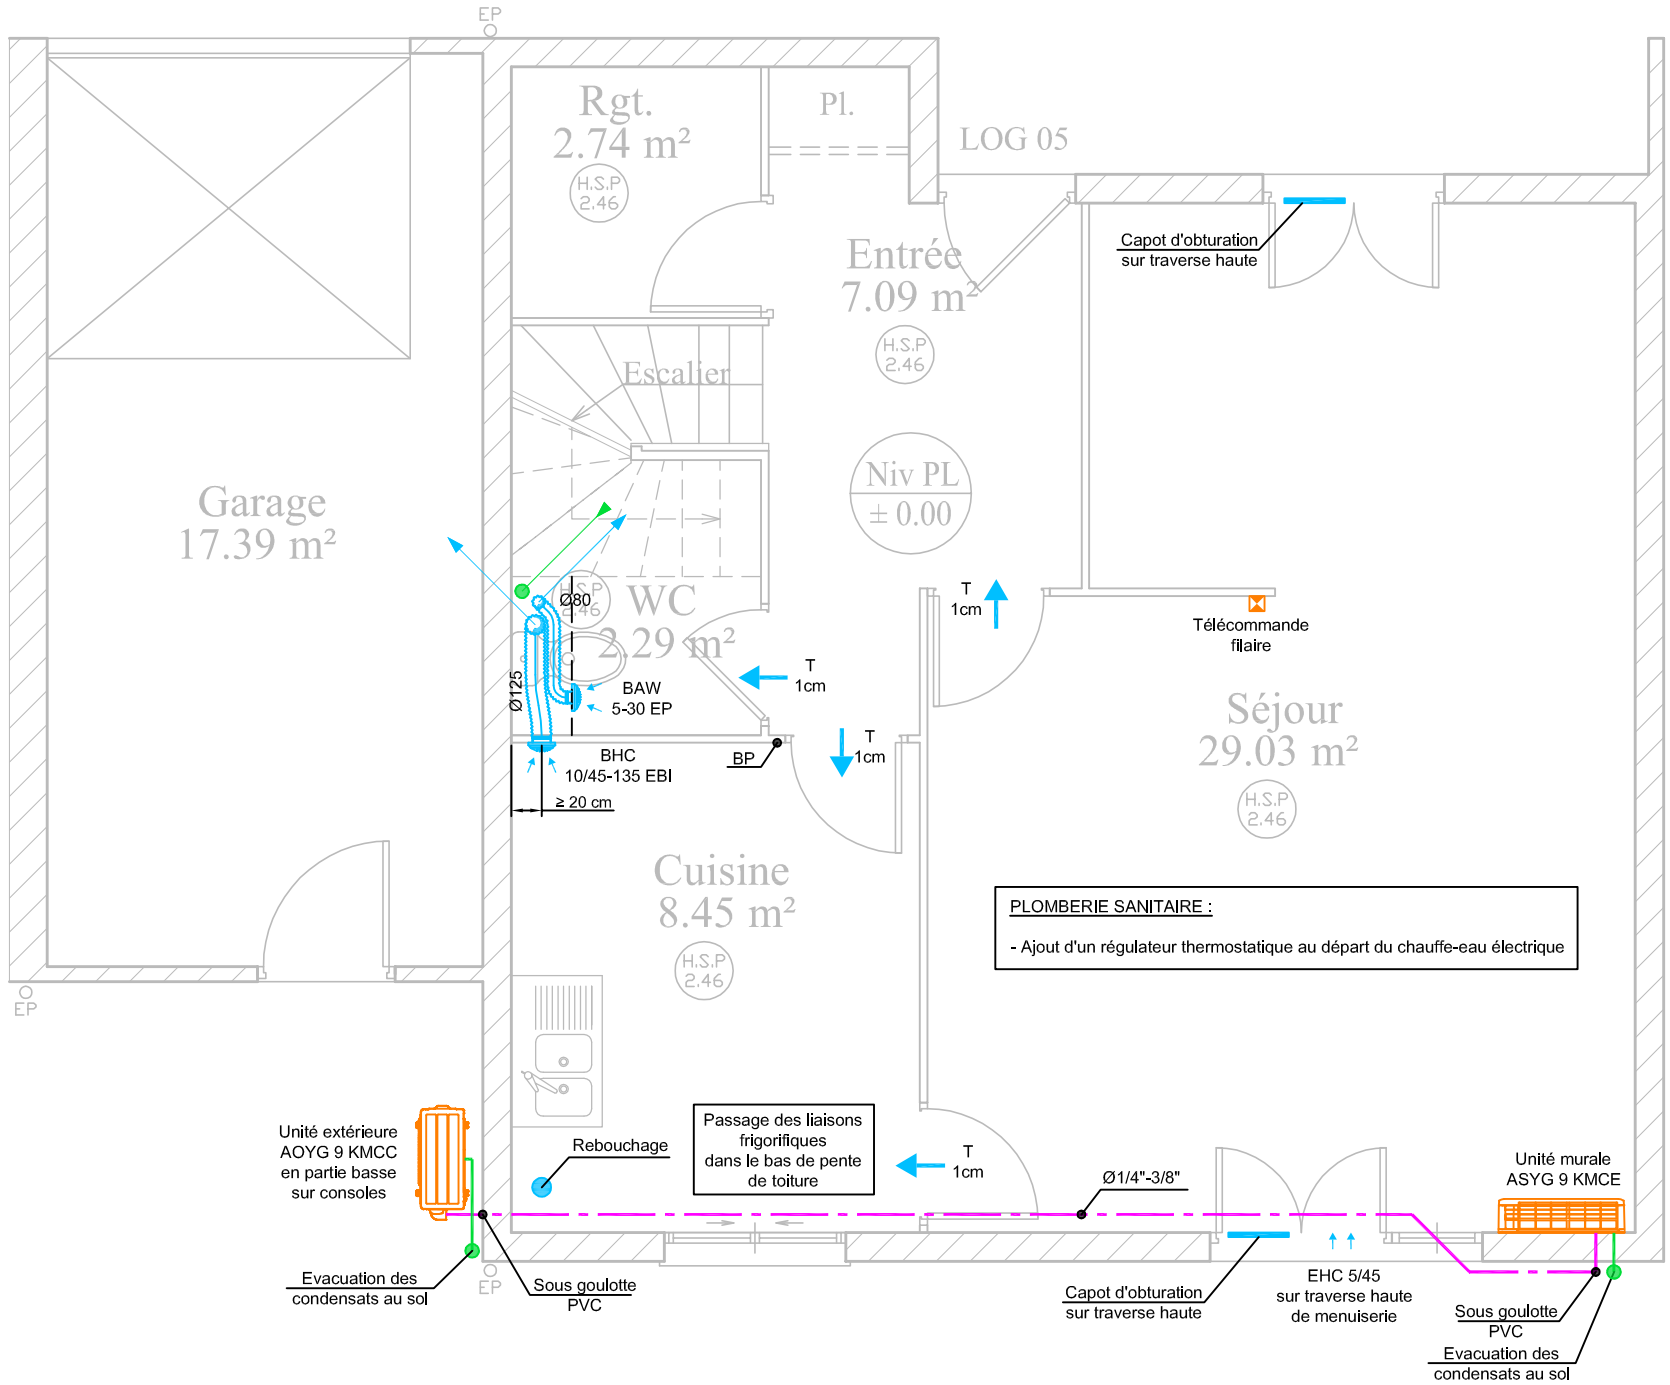 EP
Rgt.
2.74 m²
H.S.P
2.46
Pl.
LOG 05
Capot d'obturation
sur traverse haute
Entrée
7.09 m²
H.S.P
2.46
Escalier
Niv PL
± 0.00
Garage
17.39 m²
H.S.P
2.46
Ø80
WC
2.29 m²
Ø125
BAW
5-30 EP
T
1cm
T
1cm
T
1cm
Télécommande
filaire
BHC
10/45-135 EBI
BP
≥ 20 cm
Séjour
29.03 m²
H.S.P
2.46
Cuisine
8.45 m²
H.S.P
2.46
PLOMBERIE SANITAIRE :
- Ajout d'un régulateur thermostatique au départ du chauffe-eau électrique
EP
Unité extérieure
AOYG 9 KMCC
en partie basse
sur consoles
Rebouchage
Passage des liaisons
frigorifiques
dans le bas de pente
de toiture
T
1cm
Ø1/4"-3/8"
Unité murale
ASYG 9 KMCE
EP
Evacuation des
condensats au sol
Sous goulotte
PVC
Capot d'obturation
sur traverse haute
EHC 5/45
sur traverse haute
de menuiserie
Sous goulotte
PVC
Evacuation des
condensats au sol